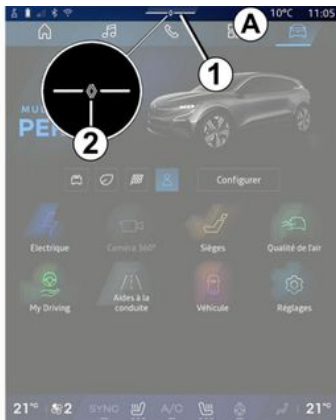 A 10°C 11:05
1
2
MUL
PER
Configurer
Electrique Caméra 360° Sièges Qualité de l'air
My Driving Aides à la conduite Véhicule Réglages
21°C 2 SYNC A/C 21°C